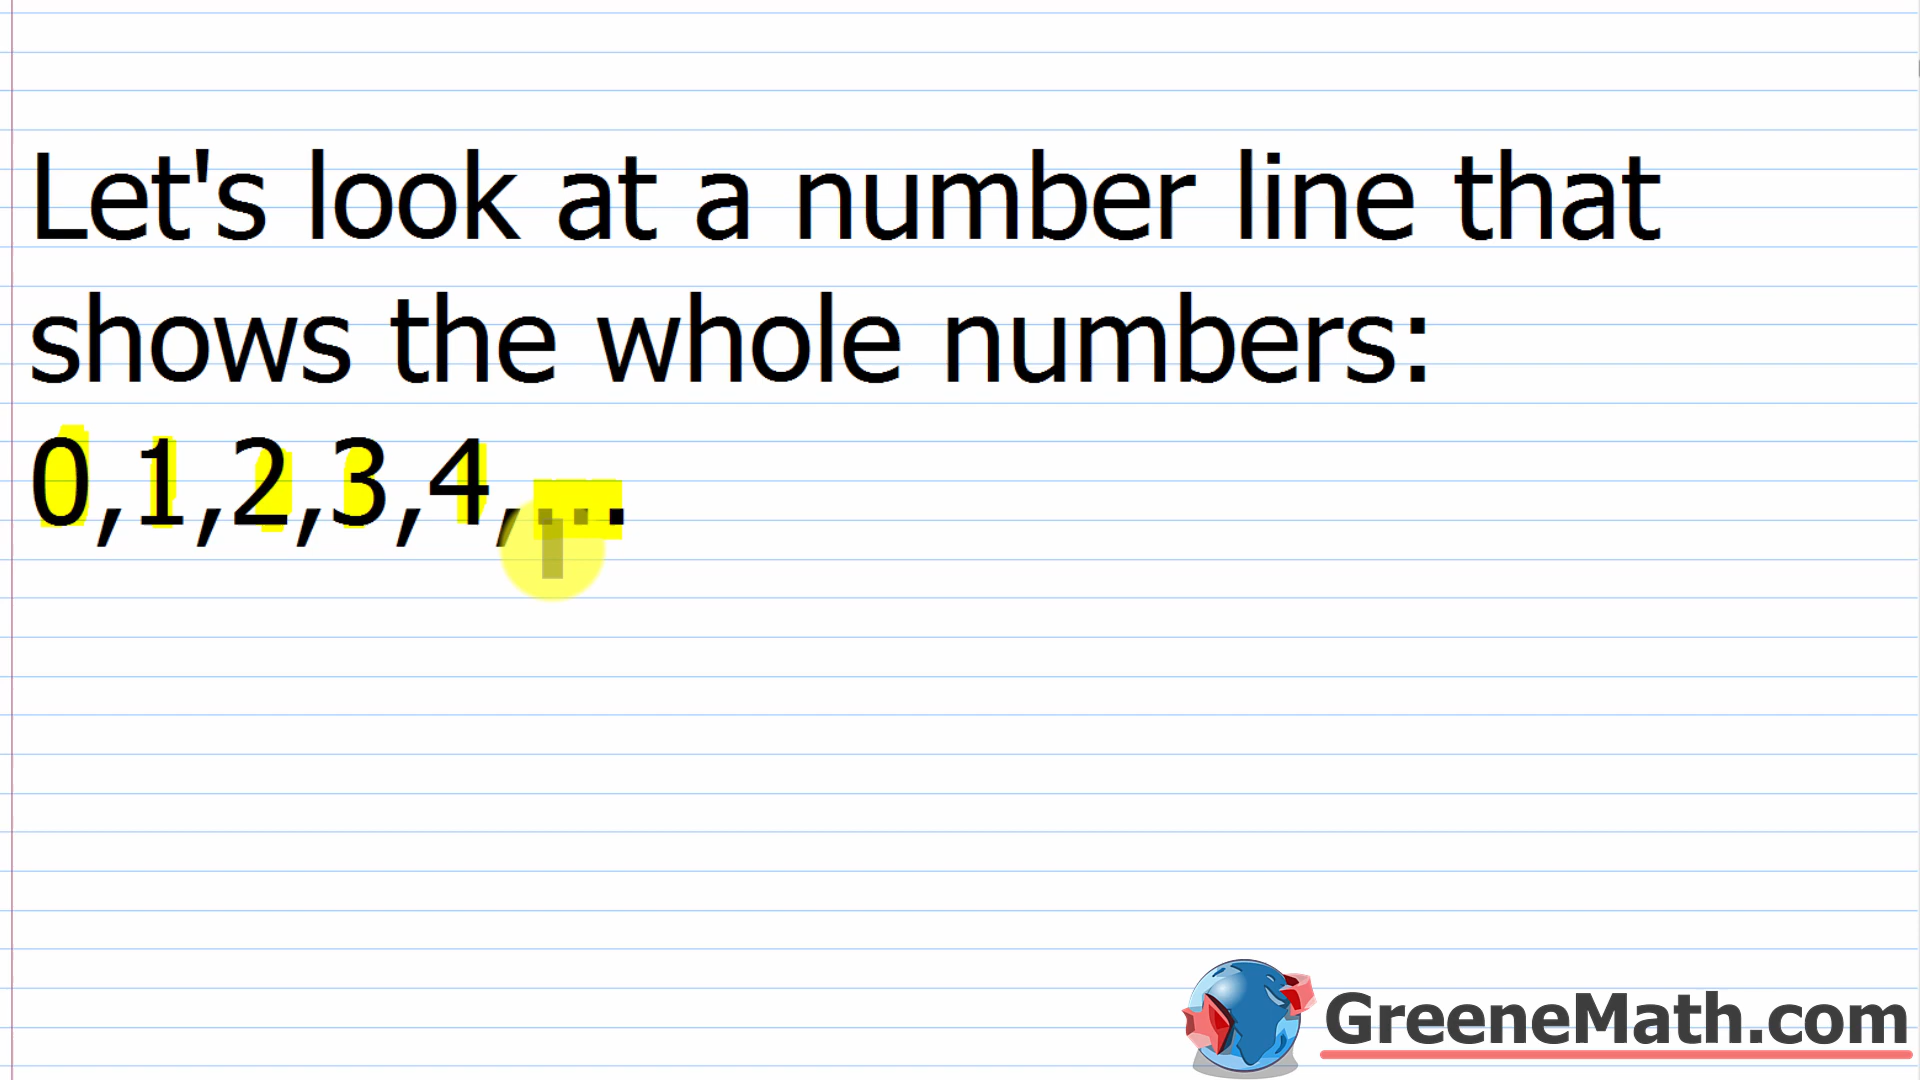 Let's look at a number line that
shows the whole numbers:
0,1,2,3,4,...
GreeneMath.com